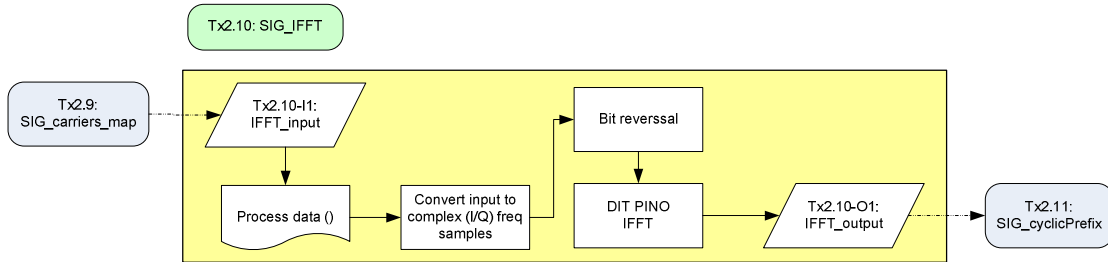 Tx2.10: SIG_IFFT
Tx2.9:
SIG_carriers_map
Tx2.10-I1:
IFFT_input
Process data ()
Convert input to
complex (I/Q) freq
samples
Bit reverssal
DIT PINO
IFFT
Tx2.10-O1:
IFFT_output
Tx2.11:
SIG_cyclicPrefix